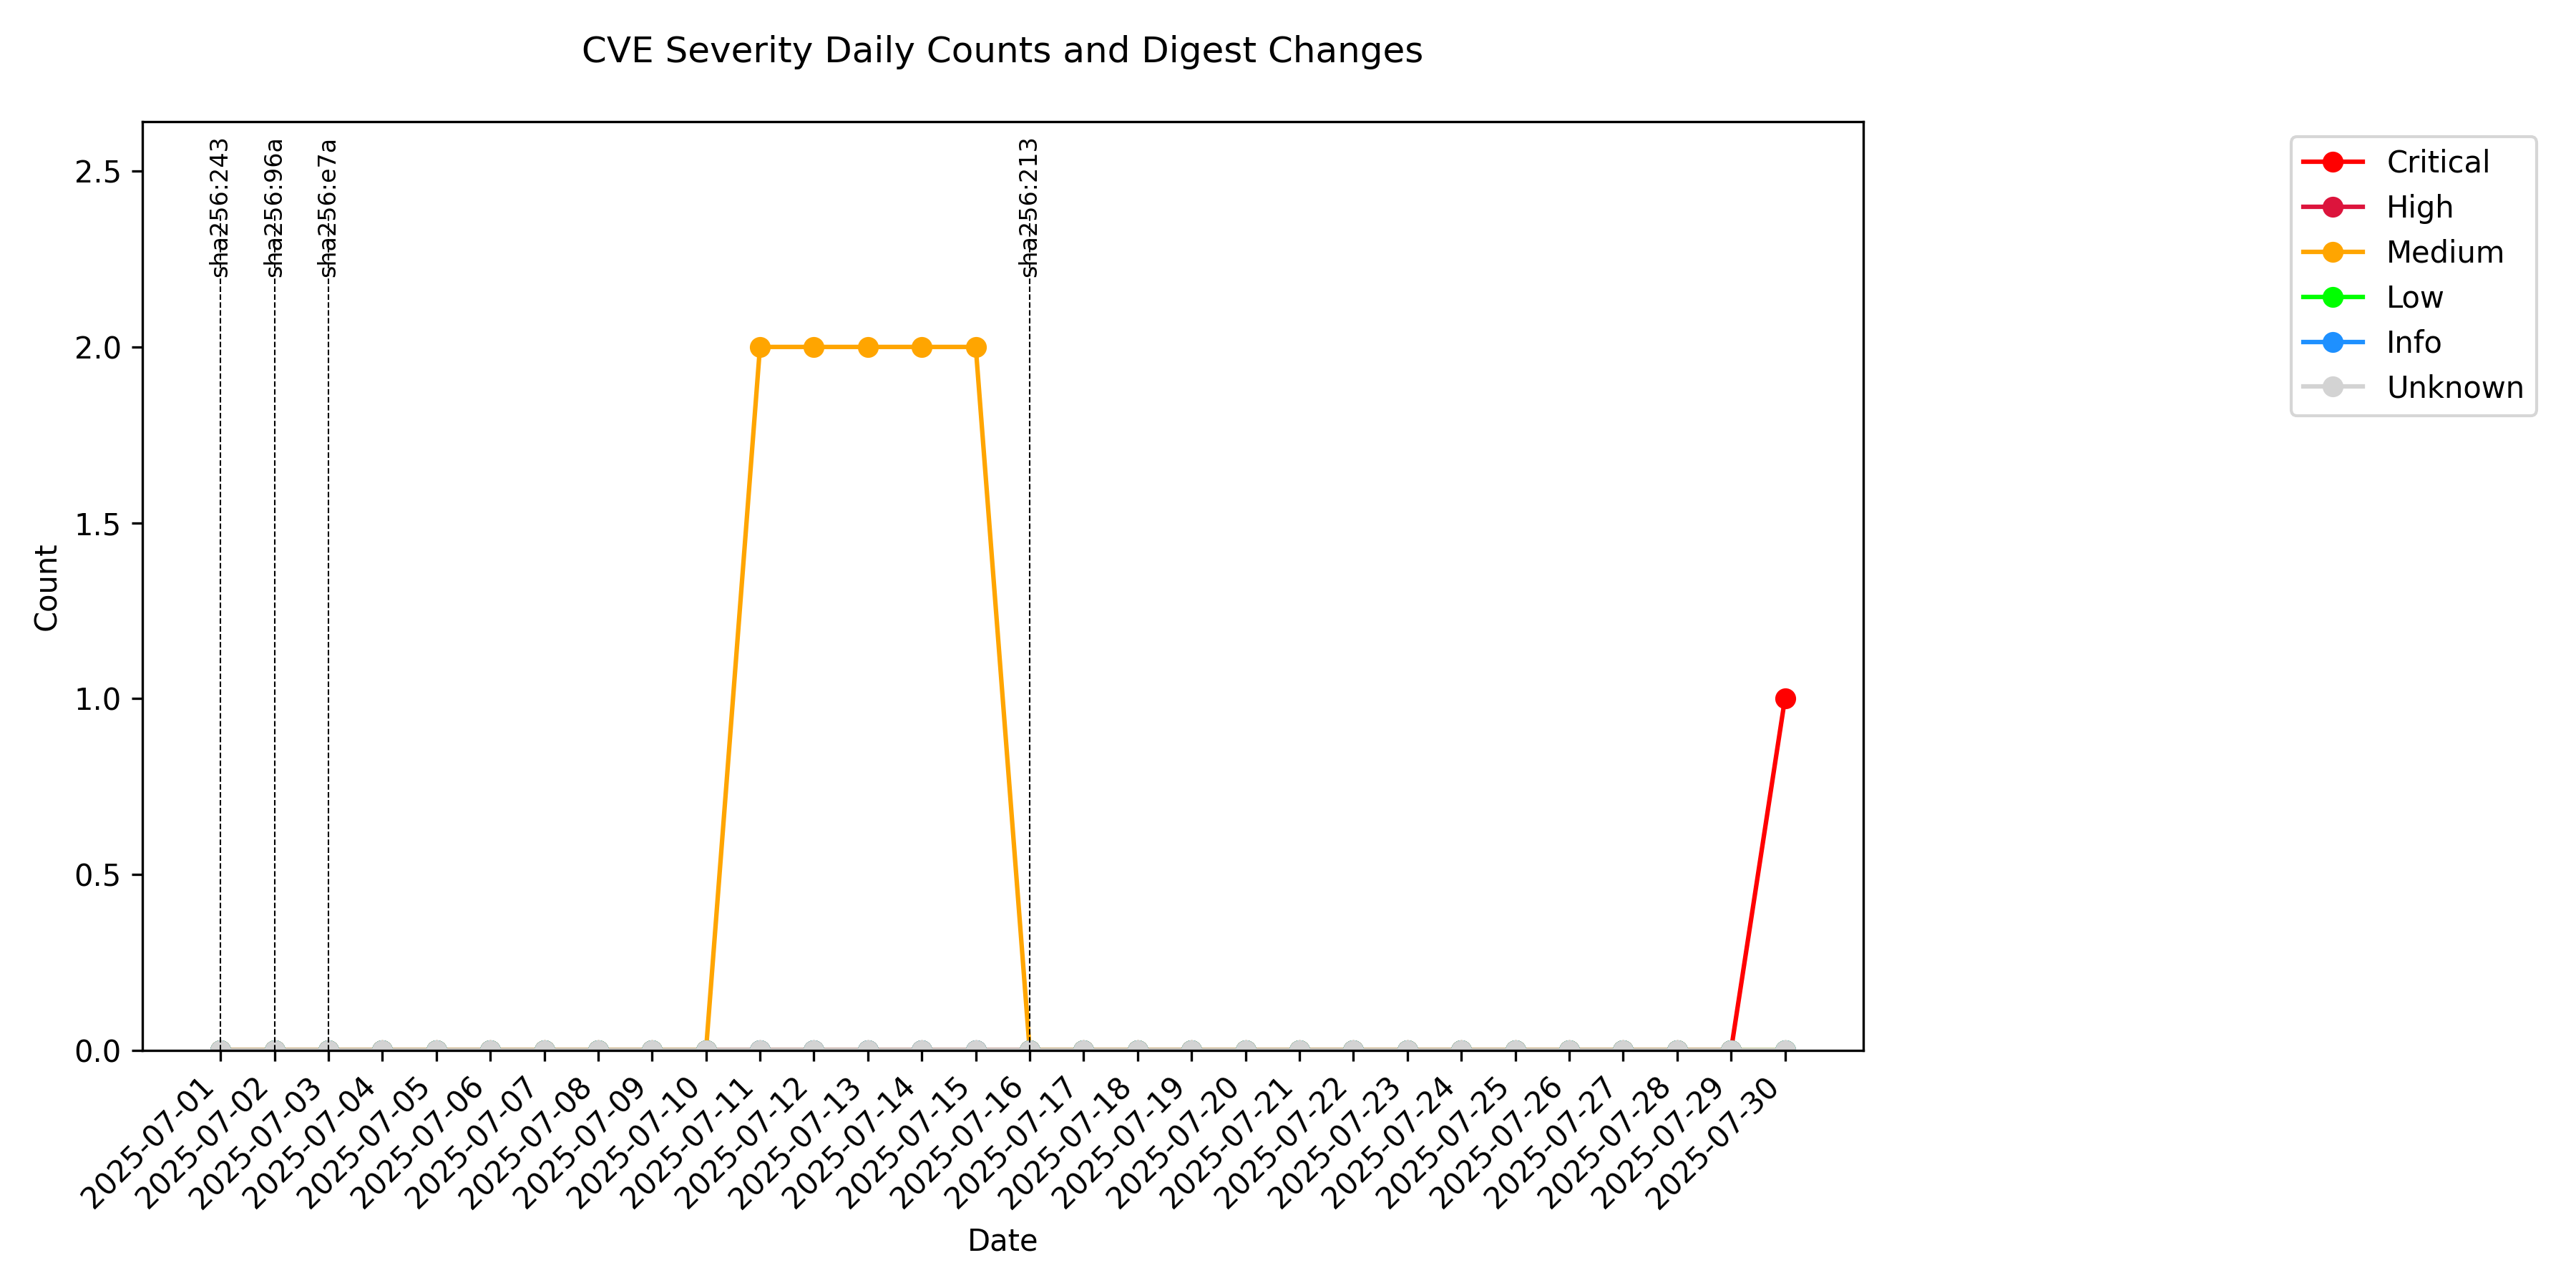 CVE Severity Daily Counts and Digest Changes
sha256:243
sha256:96a
sha256:e7a
sha256:213
Critical
High
Medium
Low
Info
Unknown
2.5
2.0
1.5
1.0
0.5
0.0
Count
2025-07-01
2025-07-02
2025-07-03
2025-07-04
2025-07-05
2025-07-06
2025-07-07
2025-07-08
2025-07-09
2025-07-10
2025-07-11
2025-07-12
2025-07-13
2025-07-14
2025-07-15
2025-07-16
2025-07-17
2025-07-18
2025-07-19
2025-07-20
2025-07-21
2025-07-22
2025-07-23
2025-07-24
2025-07-25
2025-07-26
2025-07-27
2025-07-28
2025-07-29
2025-07-30
Date